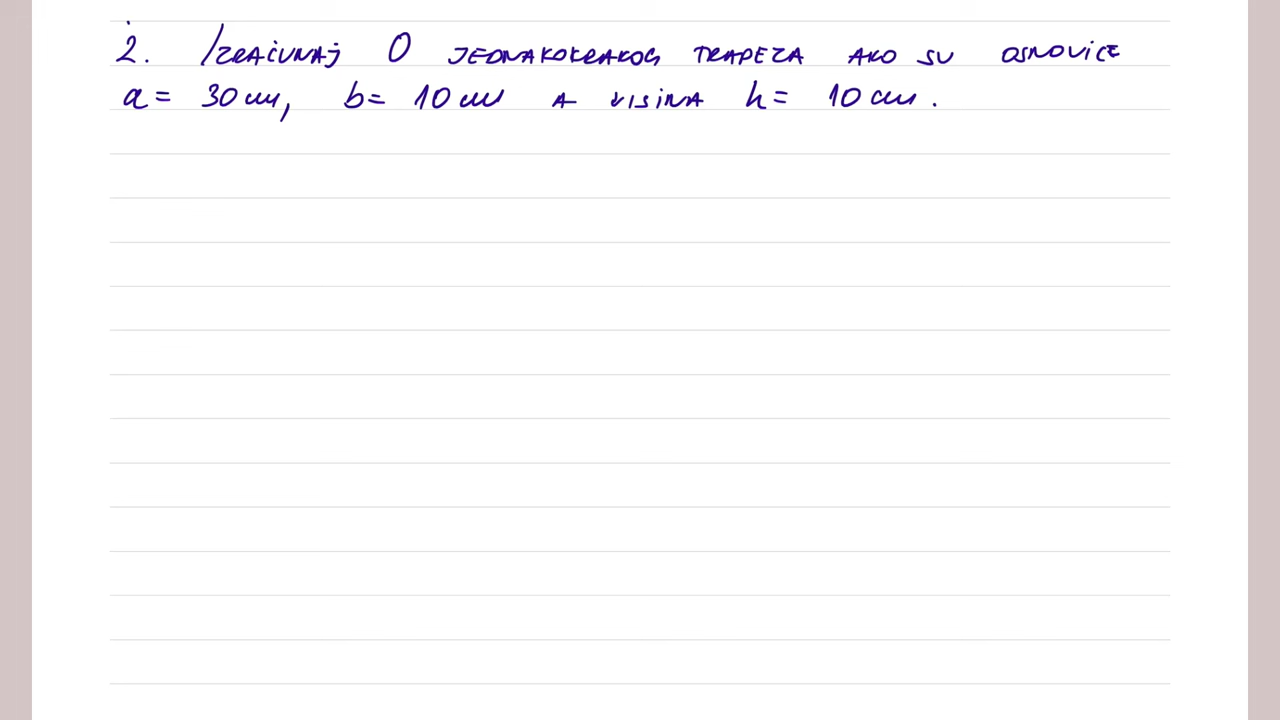 2. IZRAČUNAJ O JEDNAKOKRAKOG TRAPEZA AKO SU OSNOVICE
a = 30 cm, b = 10 cm A VISINA h = 10 cm.